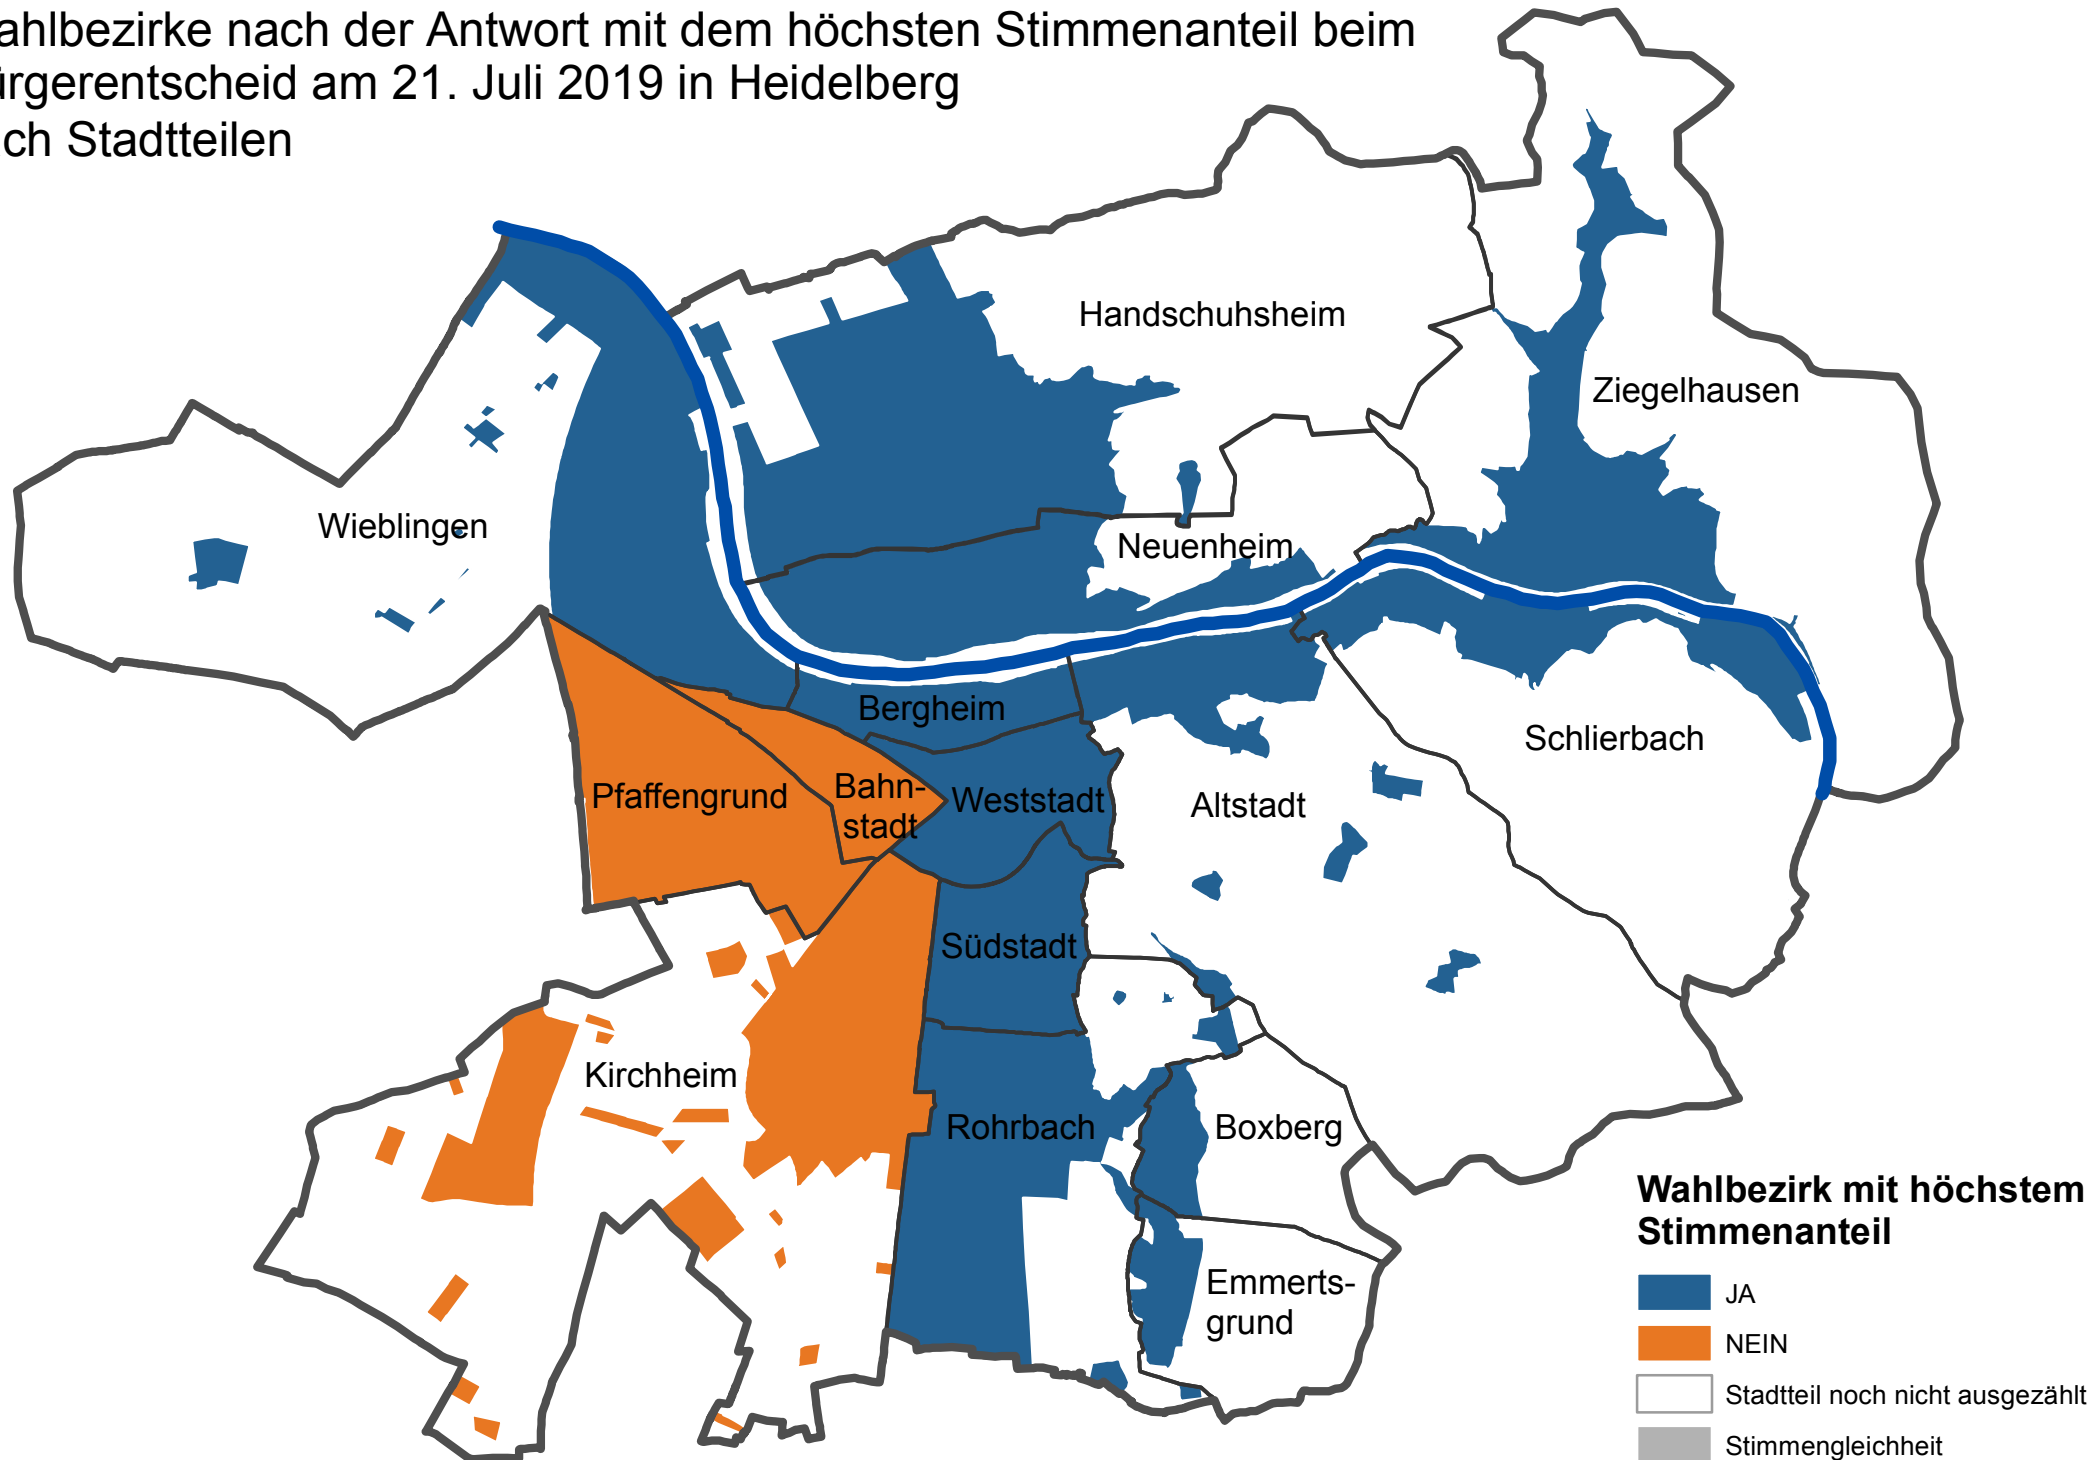 ahlbezirke nach der Antwort mit dem höchsten Stimmenanteil beim
ürgerentscheid am 21. Juli 2019 in Heidelberg
ch Stadtteilen
Handschuhsheim
Ziegelhausen
Wieblingen
Neuenheim
Bergheim
Schlierbach
Pfaffengrund
Bahn-
stadt
Weststadt
Altstadt
Südstadt
Kirchheim
Rohrbach
Boxberg
Emmerts-
grund
Wahlbezirk mit höchstem
Stimmenanteil
JA
NEIN
Stadtteil noch nicht ausgezählt
Stimmengleichheit